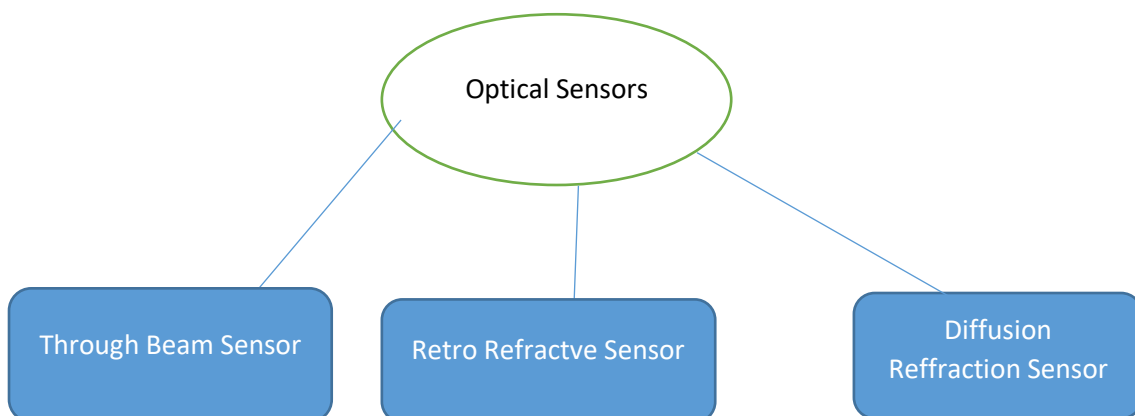 Optical Sensors
Through Beam Sensor
Retro Refractve Sensor
Diffusion
Reffraction Sensor